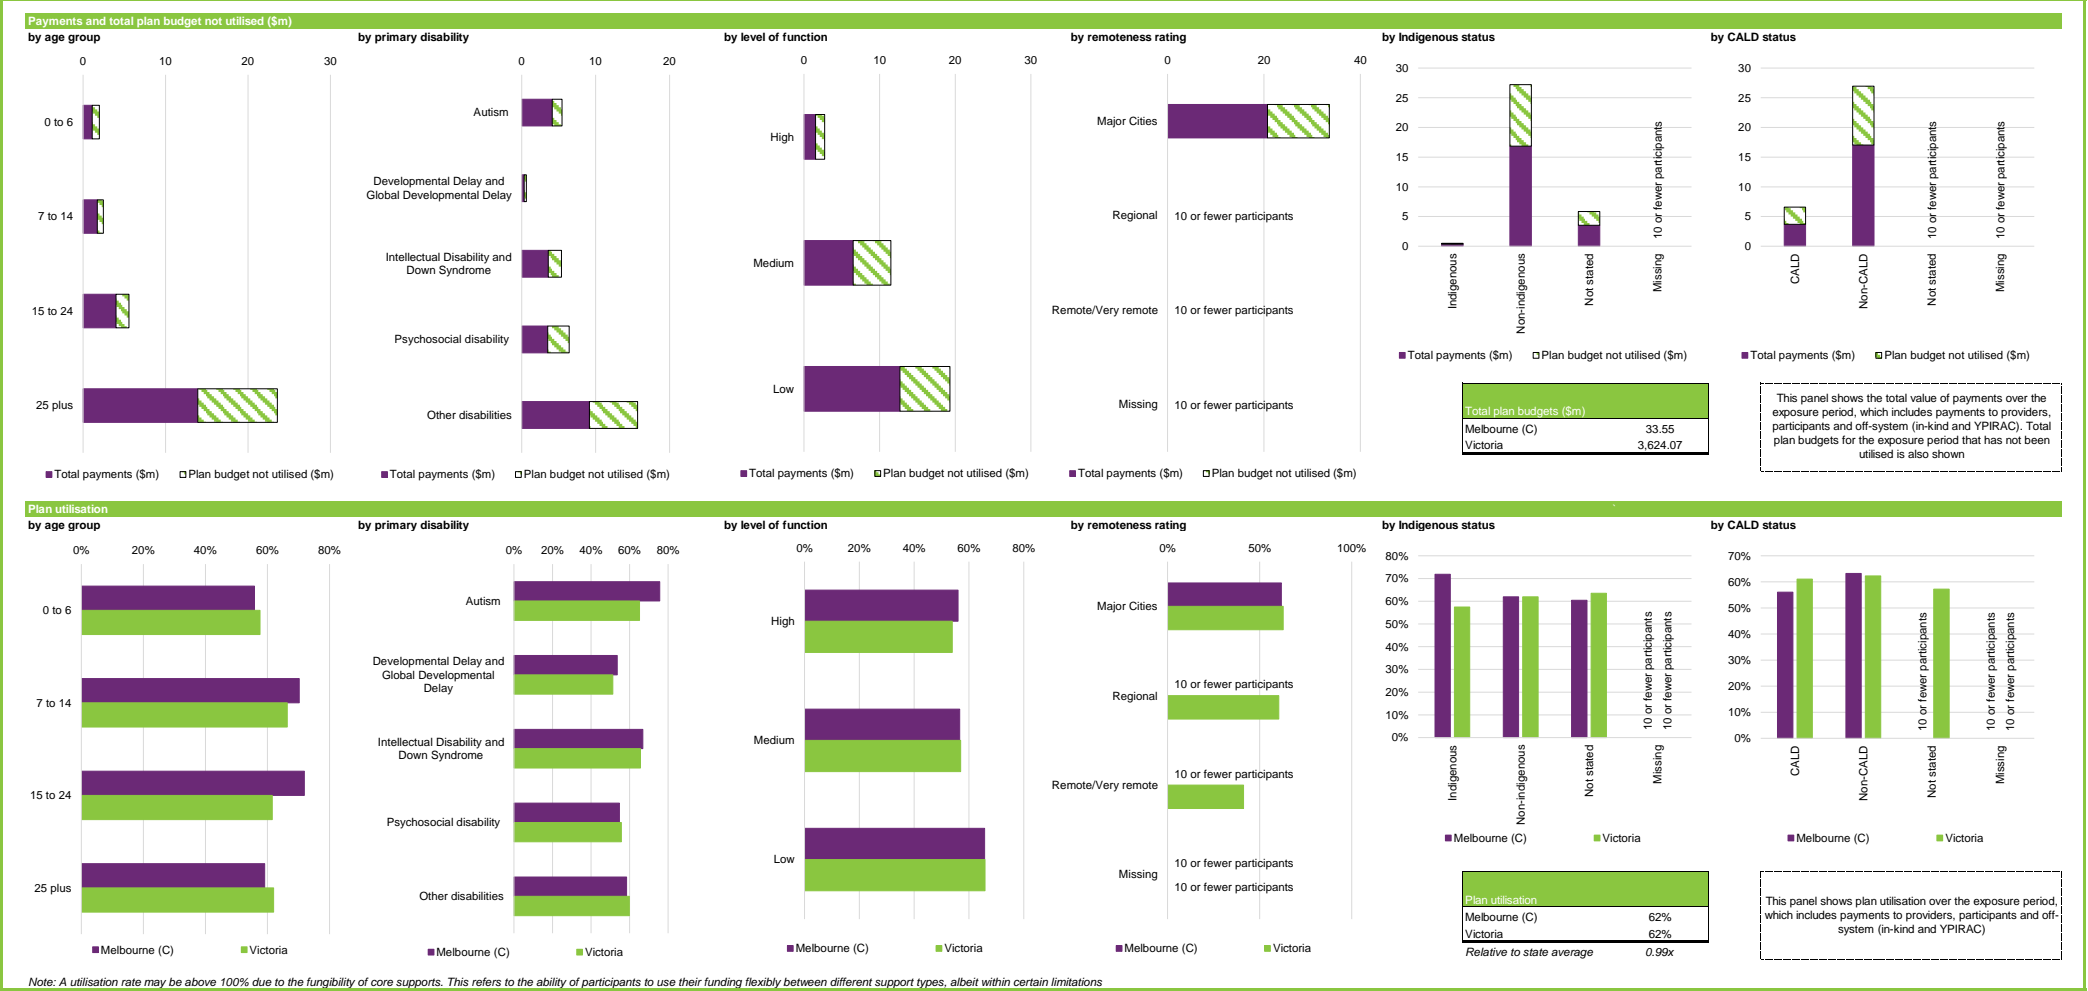 Payments and total plan budget not utilised ($m)
by age group
0 10 20 30
0 to 6
7 to 14
15 to 24
25 plus
Total payments ($m) Plan budget not utilised ($m)
by primary disability
0 10 20
Autism
Developmental Delay and
Global Developmental Delay
Intellectual Disability and
Down Syndrome
Psychosocial disability
Other disabilities
Total payments ($m) Plan budget not utilised ($m)
by level of function
0 10 20 30
High
Medium
Low
Total payments ($m) Plan budget not utilised ($m)
by remoteness rating
0 20 40
Major Cities
Regional 10 or fewer participants
Remote/Very remote 10 or fewer participants
Missing 10 or fewer participants
Total payments ($m) Plan budget not utilised ($m)
by Indigenous status
30
25
20
15
10
5
0
10 or fewer participants
Indigenous
Non-indigenous
Not stated
Missing
Total payments ($m) Plan budget not utilised ($m)
by CALD status
30
25
20
15
10
5
0
10 or fewer participants
10 or fewer participants
CALD
Non-CALD
Not stated
Missing
Total payments ($m) Plan budget not utilised ($m)
Total plan budgets ($m)
Melbourne (C) 33.55
Victoria 3,624.07
This panel shows the total value of payments over the
exposure period, which includes payments to providers,
participants and off-system (in-kind and YPIRAC). Total
plan budgets for the exposure period that has not been
utilised is also shown
Plan utilisation
by age group
0% 20% 40% 60% 80%
0 to 6
7 to 14
15 to 24
25 plus
Melbourne (C) Victoria
by primary disability
0% 20% 40% 60% 80%
Autism
Developmental Delay and
Global Developmental
Delay
Intellectual Disability and
Down Syndrome
Psychosocial disability
Other disabilities
Melbourne (C) Victoria
by level of function
0% 20% 40% 60% 80%
High
Medium
Low
Melbourne (C) Victoria
by remoteness rating
0% 50% 100%
Major Cities
10 or fewer participants
Regional
10 or fewer participants
Remote/Very remote
10 or fewer participants
Missing
10 or fewer participants
Melbourne (C) Victoria
by Indigenous status
80%
70%
60%
50%
40%
30%
20%
10%
0%
10 or fewer participants
10 or fewer participants
Indigenous
Non-indigenous
Not stated
Missing
Melbourne (C) Victoria
by CALD status
70%
60%
50%
40%
30%
20%
10%
0%
10 or fewer participants
10 or fewer participants
10 or fewer participants
CALD
Non-CALD
Not stated
Missing
Melbourne (C) Victoria
Plan utilisation
Melbourne (C) 62%
Victoria 62%
Relative to state average 0.99x
This panel shows plan utilisation over the exposure period,
which includes payments to providers, participants and off-
system (in-kind and YPIRAC)
Note: A utilisation rate may be above 100% due to the fungibility of core supports. This refers to the ability of participants to use their funding flexibly between different support types, albeit within certain limitations